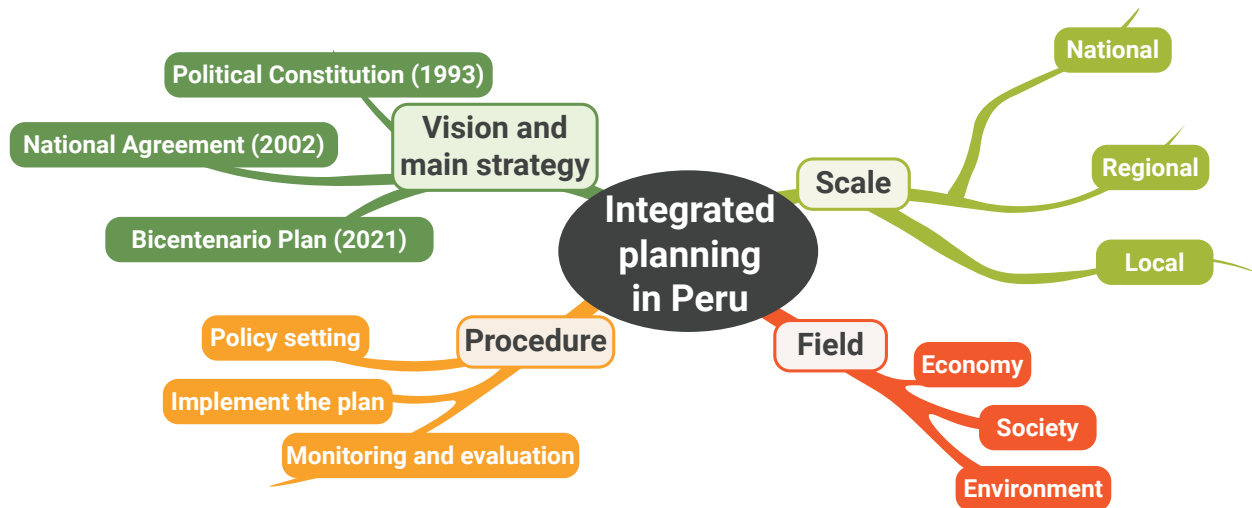 Integrated
planning
in Peru
Vision and
main strategy
Political Constitution (1993)
National Agreement (2002)
Bicentenario Plan (2021)
Scale
National
Regional
Local
Procedure
Policy setting
Implement the plan
Monitoring and evaluation
Field
Economy
Society
Environment